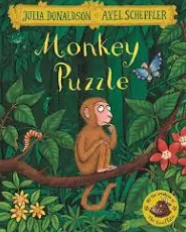 JULIA DONALDSON
AXEL SCHEFFLER
Monkey
Puzzle